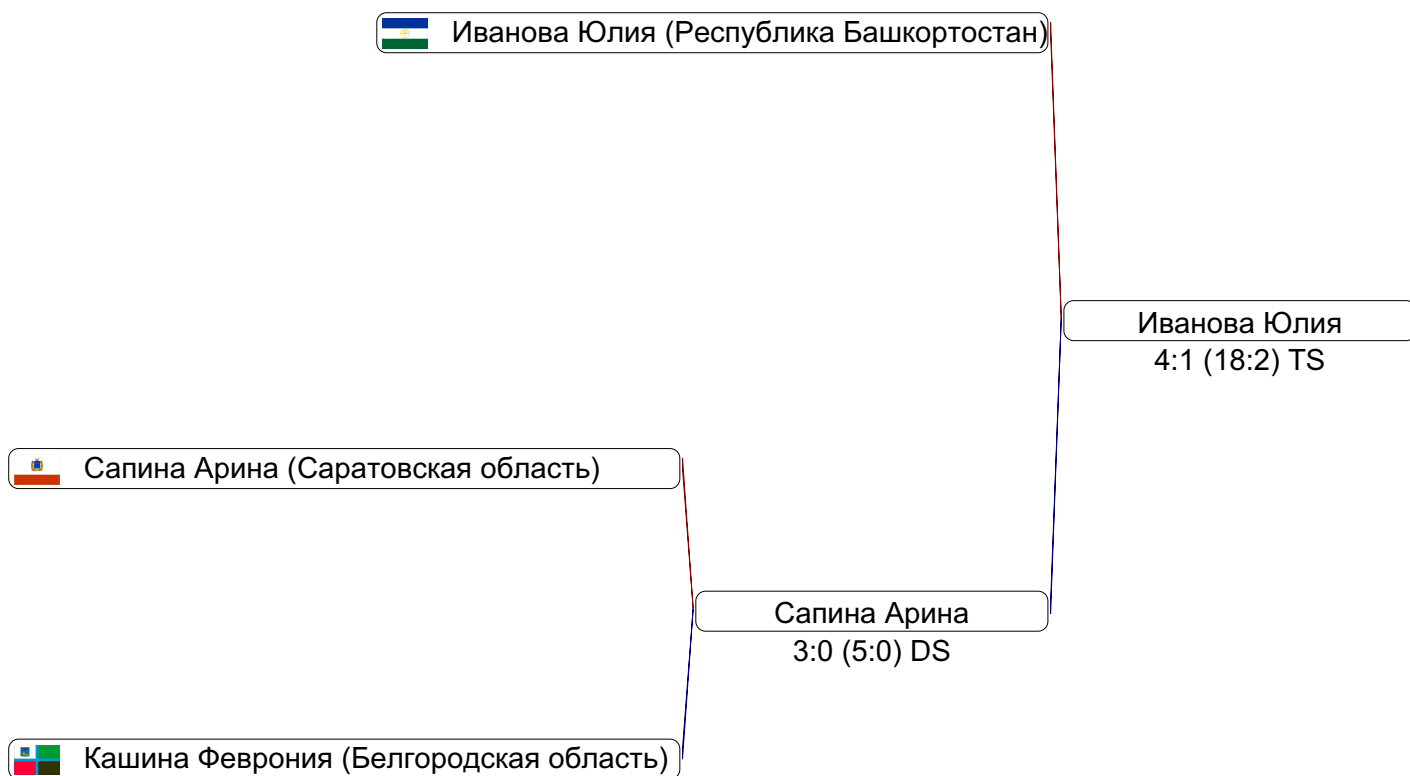 Иванова Юлия (Республика Башкортостан)
Иванова Юлия
4:1 (18:2) TS
Сапина Арина (Саратовская область)
Сапина Арина
3:0 (5:0) DS
Кашина Феврония (Белгородская область)